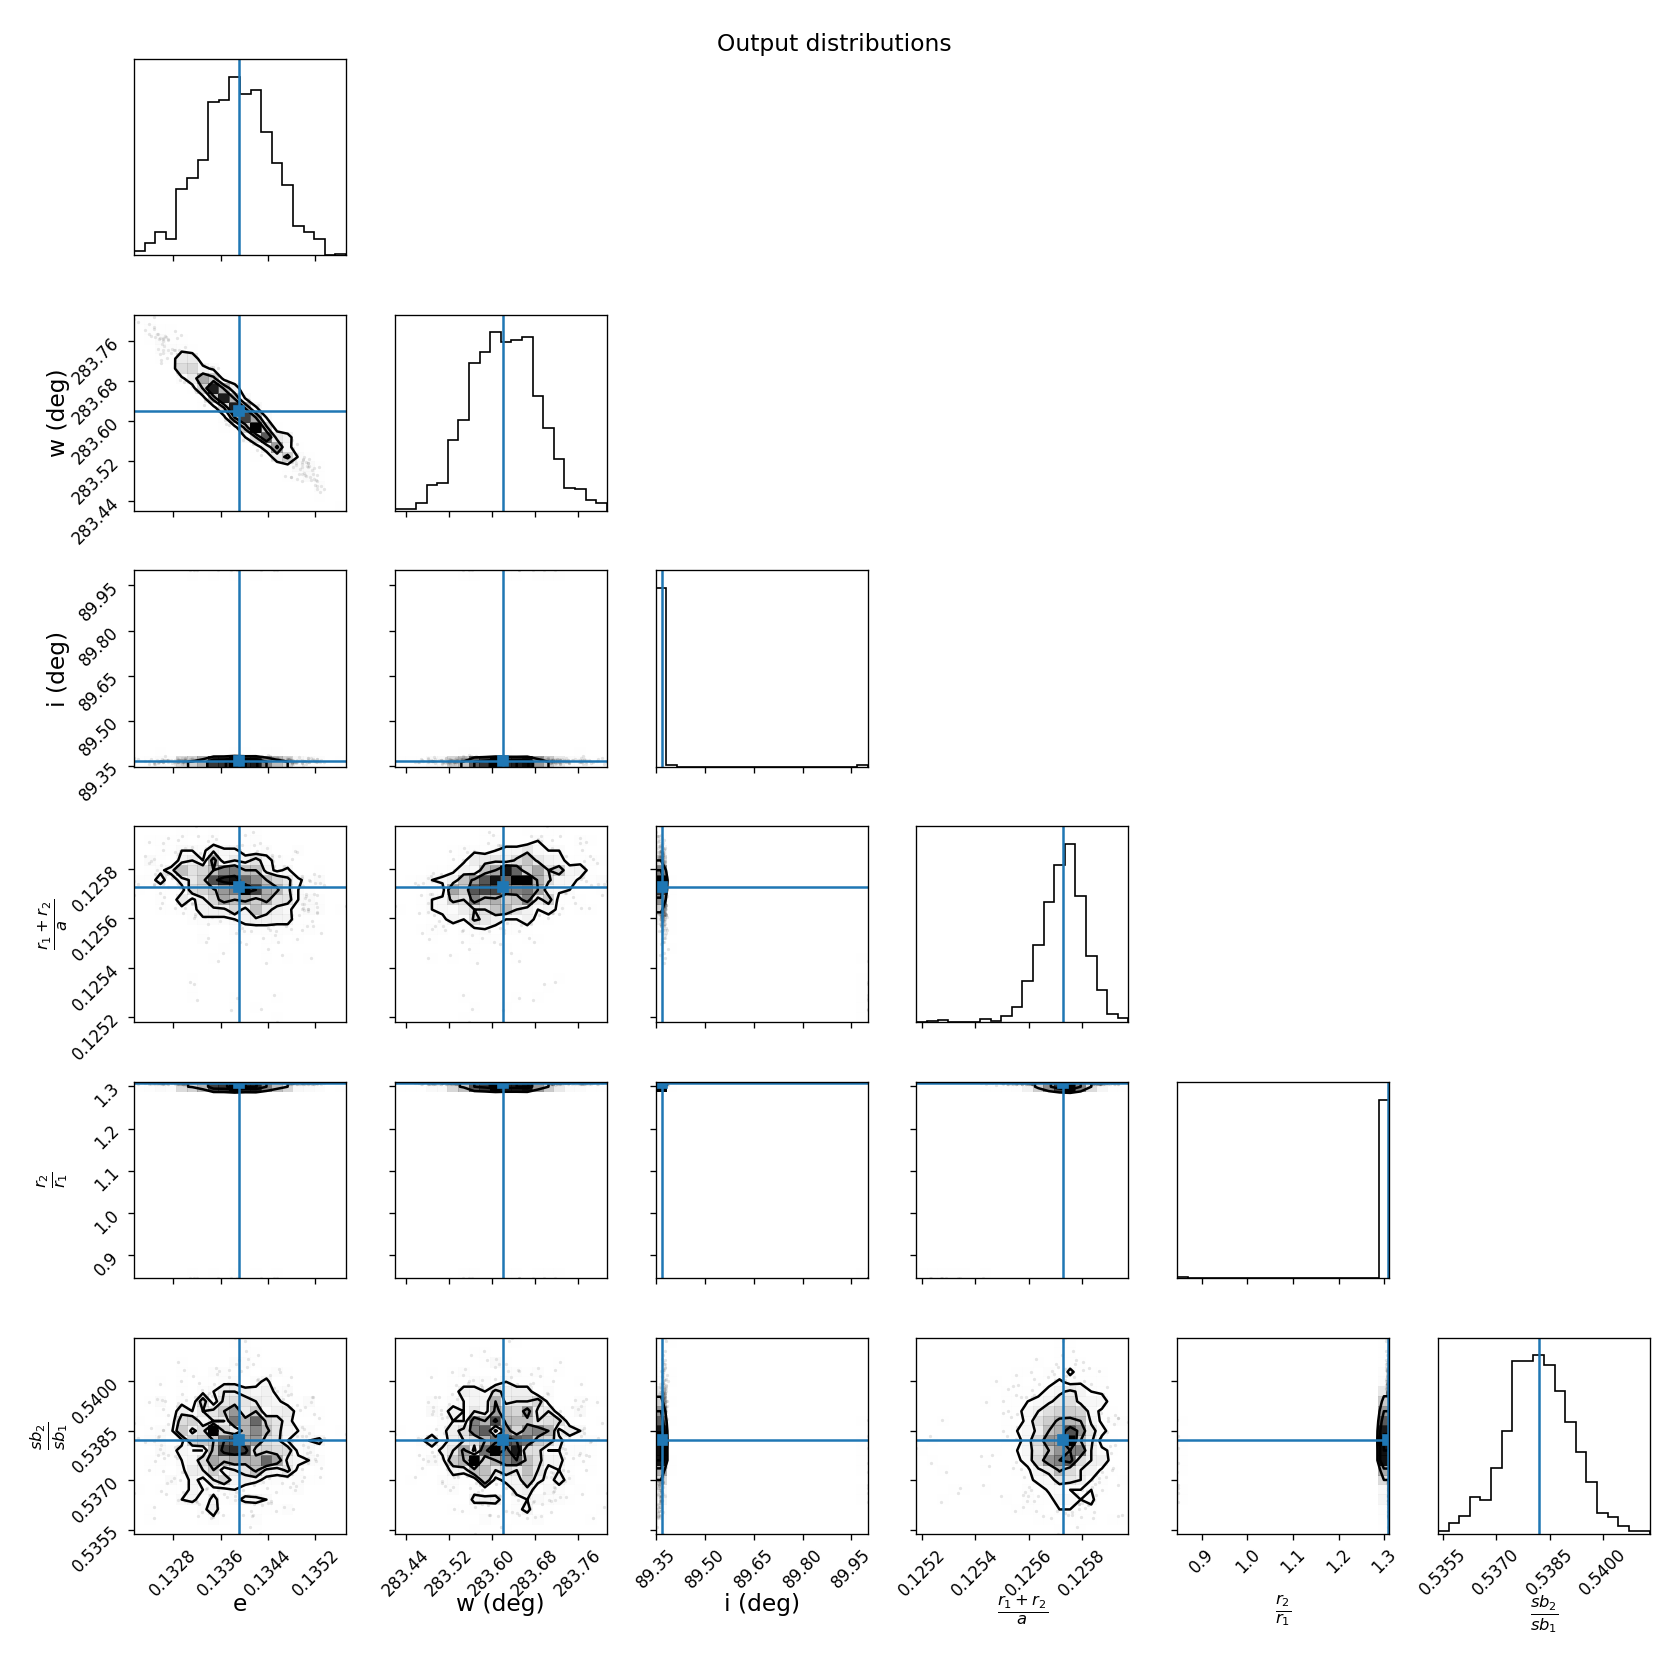 Output distributions
w (deg)
283.76
283.68
283.60
283.52
283.44
i (deg)
89.95
89.80
89.65
89.50
89.35
r₁ + r₂
a
0.1258
0.1256
0.1254
0.1252
r₂
r₁
1.3
1.2
1.1
1.0
0.9
sb₂
sb₁
0.5400
0.5385
0.5370
0.5355
0.1328 0.1336 0.1344 0.1352 283.44 283.52 283.60 283.68 283.76 89.35 89.50 89.65 89.80 89.95 0.1252 0.1254 0.1256 0.1258 0.9 1.0 1.1 1.2 1.3 0.5355 0.5370 0.5385 0.5400
e w (deg) i (deg) r₁ + r₂ r₂ sb₂
a r₁ sb₁